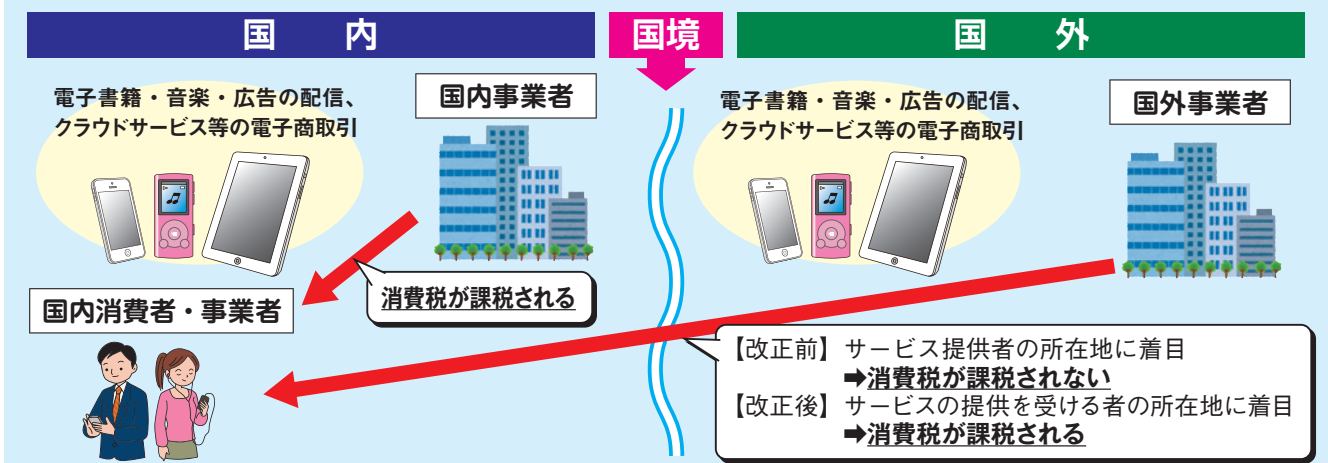 国内
国境
国外
電子書籍・音楽・広告の配信、
クラウドサービス等の電子商取引
国内事業者
電子書籍・音楽・広告の配信、
クラウドサービス等の電子商取引
国外事業者
消費税が課税される
国内消費者・事業者
【改正前】サービス提供者の所在地に着目
➡消費税が課税されない
【改正後】サービスの提供を受ける者の所在地に着目
➡消費税が課税される